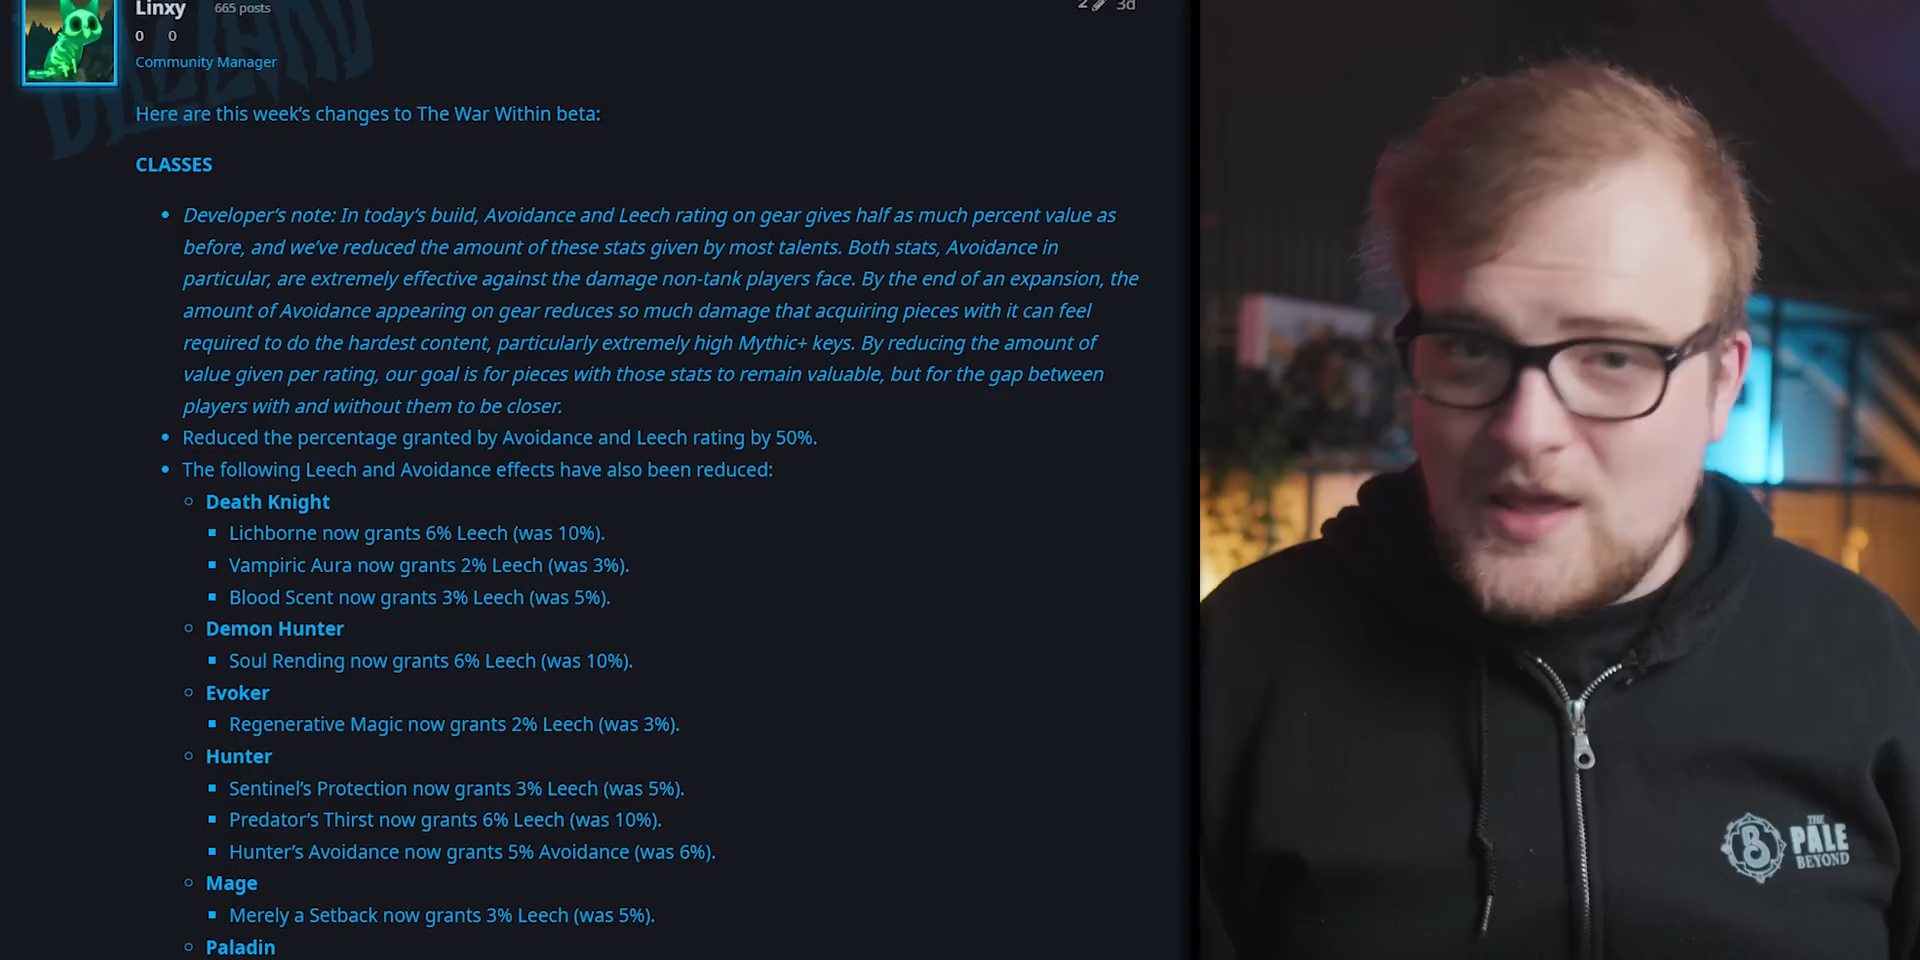 Linxy 665 posts 2 3d
0 0
Community Manager
Here are this week’s changes to The War Within beta:
CLASSES
Developer’s note: In today’s build, Avoidance and Leech rating on gear gives half as much percent value as
before, and we’ve reduced the amount of these stats given by most talents. Both stats, Avoidance in
particular, are extremely effective against the damage non-tank players face. By the end of an expansion, the
amount of Avoidance appearing on gear reduces so much damage that acquiring pieces with it can feel
required to do the hardest content, particularly extremely high Mythic+ keys. By reducing the amount of
value given per rating, our goal is for pieces with those stats to remain valuable, but for the gap between
players with and without them to be closer.
Reduced the percentage granted by Avoidance and Leech rating by 50%.
The following Leech and Avoidance effects have also been reduced:
Death Knight
Lichborne now grants 6% Leech (was 10%).
Vampiric Aura now grants 2% Leech (was 3%).
Blood Scent now grants 3% Leech (was 5%).
Demon Hunter
Soul Rending now grants 6% Leech (was 10%).
Evoker
Regenerative Magic now grants 2% Leech (was 3%).
Hunter
Sentinel’s Protection now grants 3% Leech (was 5%).
Predator’s Thirst now grants 6% Leech (was 10%).
Hunter’s Avoidance now grants 5% Avoidance (was 6%).
Mage
Merely a Setback now grants 3% Leech (was 5%).
Paladin
THE
PALE
BEYOND